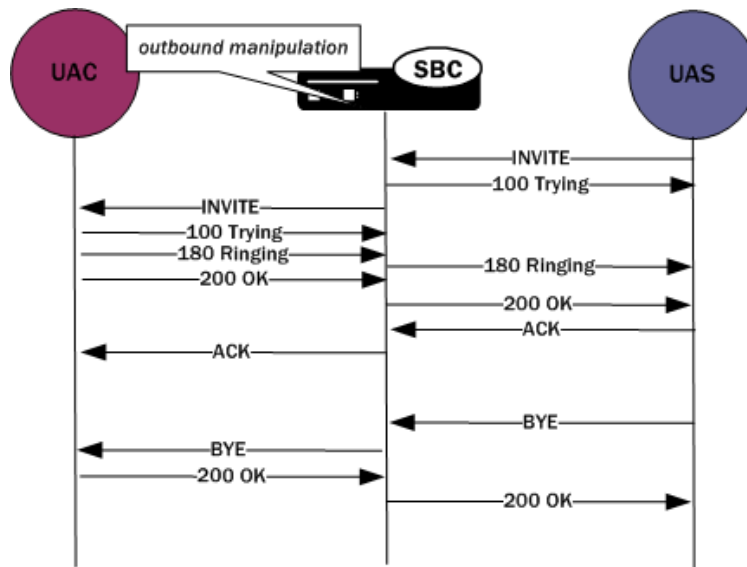 outbound manipulation
UAC
SBC
UAS
INVITE
100 Trying
INVITE
100 Trying
180 Ringing
180 Ringing
200 OK
200 OK
ACK
ACK
BYE
BYE
200 OK
200 OK